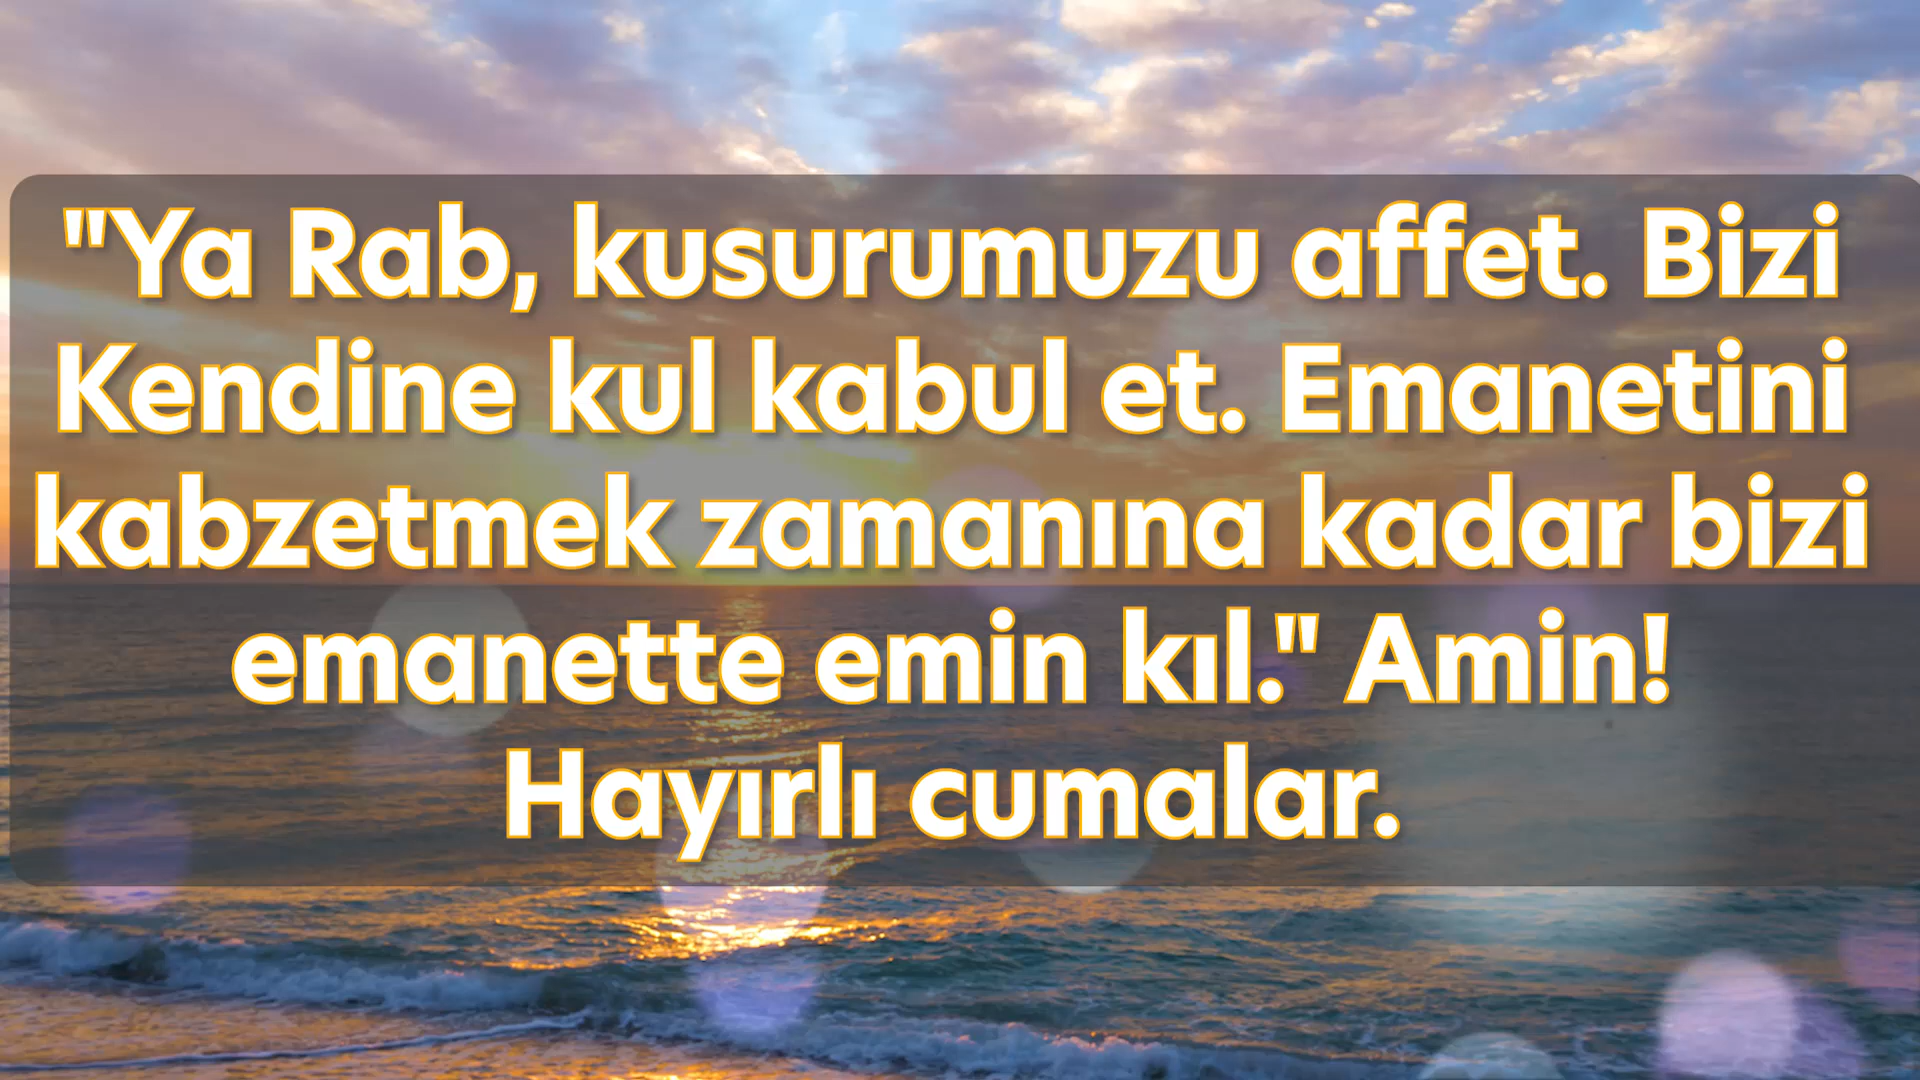 "Ya Rab, kusurumuzu affet. Bizi
Kendine kul kabul et. Emanetini
kabzetmek zamanına kadar bizi
emanette emin kıl." Amin!
Hayırlı cumalar.